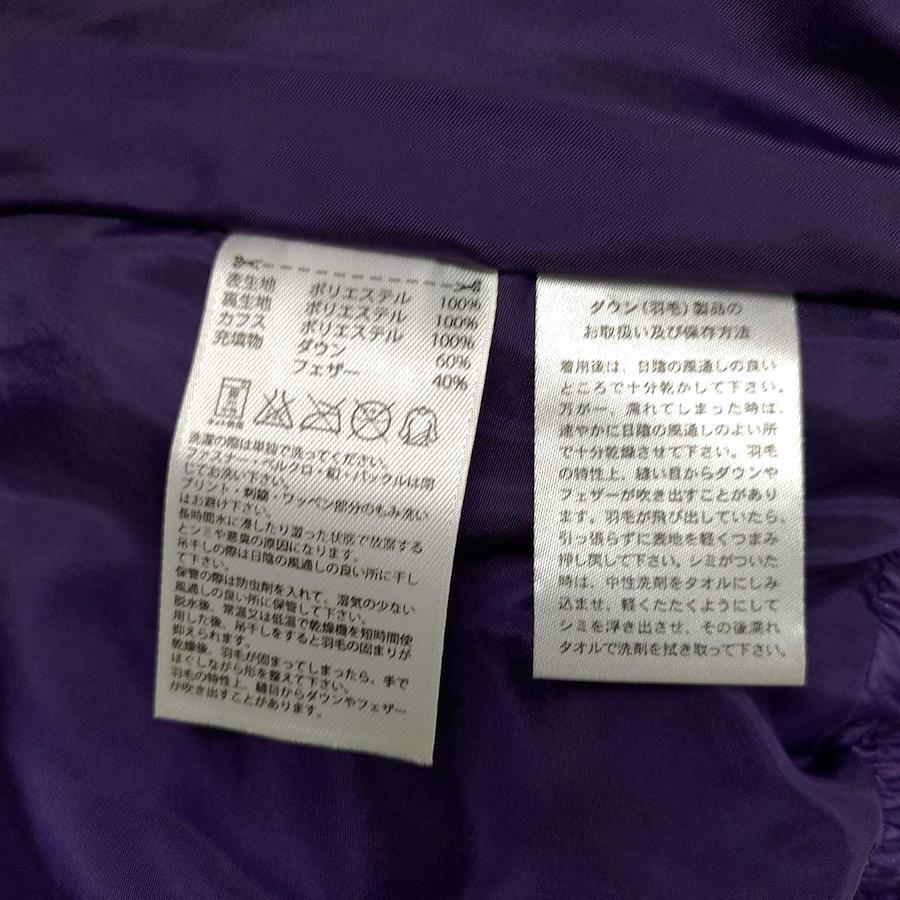 表生地 ポリエステル 100%
裏生地 ポリエステル 100%
カフス ポリエステル 100%
充填物 ダウン 60%
フェザー 40%
洗濯の際は単独で洗ってください。
ファスナー・ベルクロ・紐・バックルは閉
じてお洗い下さい。
プリント・刺繍・ワッペン部分のもみ洗い
はお避け下さい。
長時間水に浸したり湿った状態で放置する
とシミや悪臭の原因になります。
吊干しの際は日陰の風通しの良い所に干し
て下さい。
保管の際は防虫剤を入れて、湿気の少ない
風通しの良い所に保管して下さい。
脱水後、常温又は低温で乾燥機を短時間使
用した後、吊干しをすると羽毛の固まりが
抑えられます。
乾燥後、羽毛が固まってしまったら、手で
ほぐしながら形を整えて下さい。
羽毛の特性上、縫目からダウンやフェザー
が吹き出すことがあります。
ダウン(羽毛)製品の
お取扱い及び保存方法
着用後は、日陰の風通しの良い
ところで十分乾かして下さい。
万が一、濡れてしまった時は、
速やかに日陰の風通しのよい所
で十分乾燥させて下さい。羽毛
の特性上、縫い目からダウンや
フェザーが吹き出すことがあり
ます。羽毛が飛び出していたら、
引っ張らずに表地を軽くつまみ
押し戻して下さい。シミがついた
時は、中性洗剤をタオルにしみ
込ませ、軽くたたくようにして
シミを浮き出させ、その後濡れ
タオルで洗剤を拭き取って下さい。